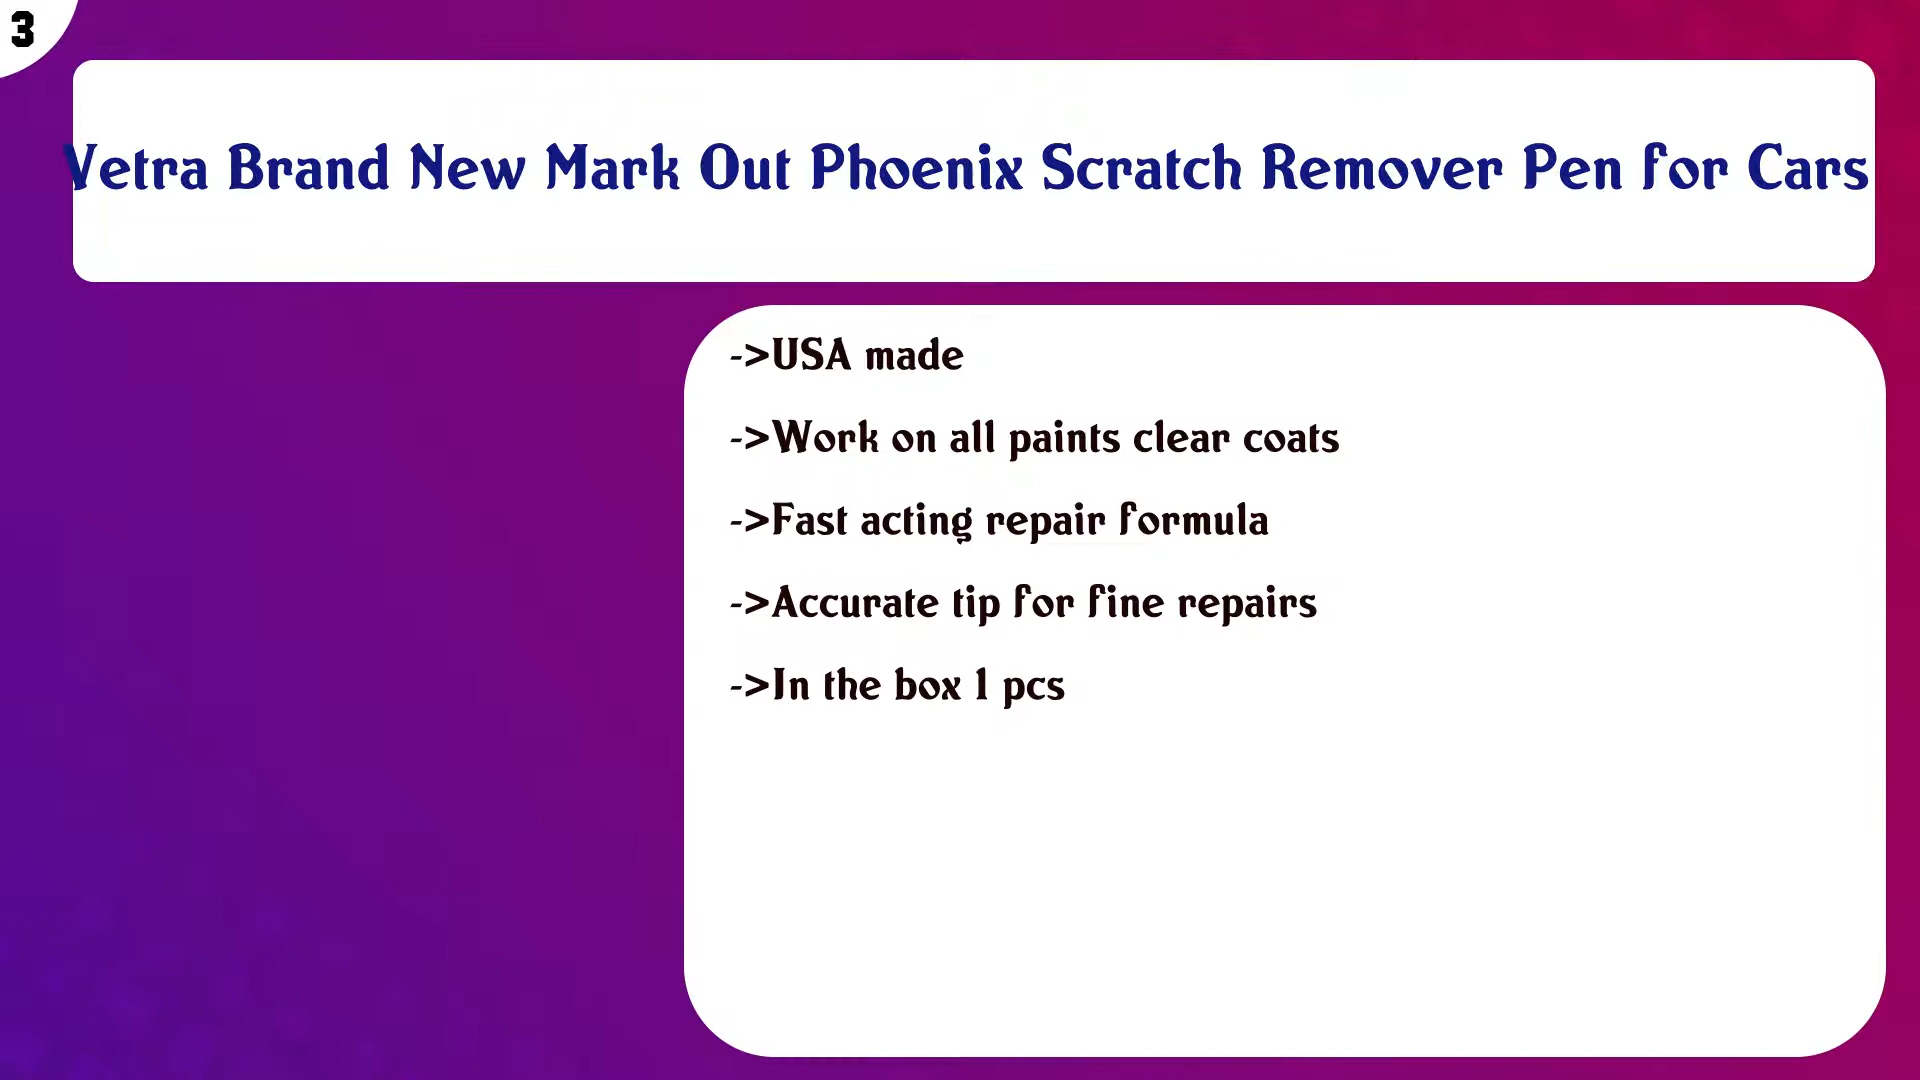 3
Vetra Brand New Mark Out Phoenix Scratch Remover Pen for Cars
->USA made
->Work on all paints clear coats
->Fast acting repair formula
->Accurate tip for fine repairs
->In the box 1 pcs